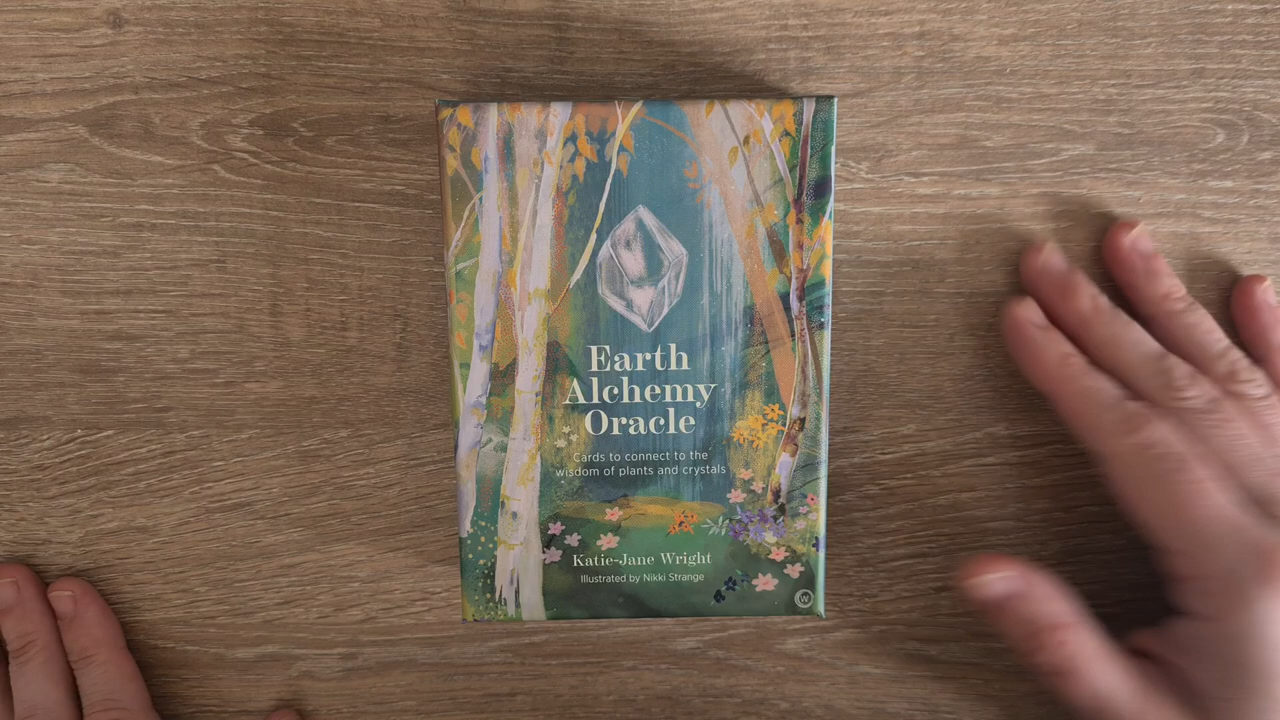 Earth
Alchemy
Oracle
Cards to connect to the
wisdom of plants and crystals
Katie-Jane Wright
Illustrated by Nikki Strange
W